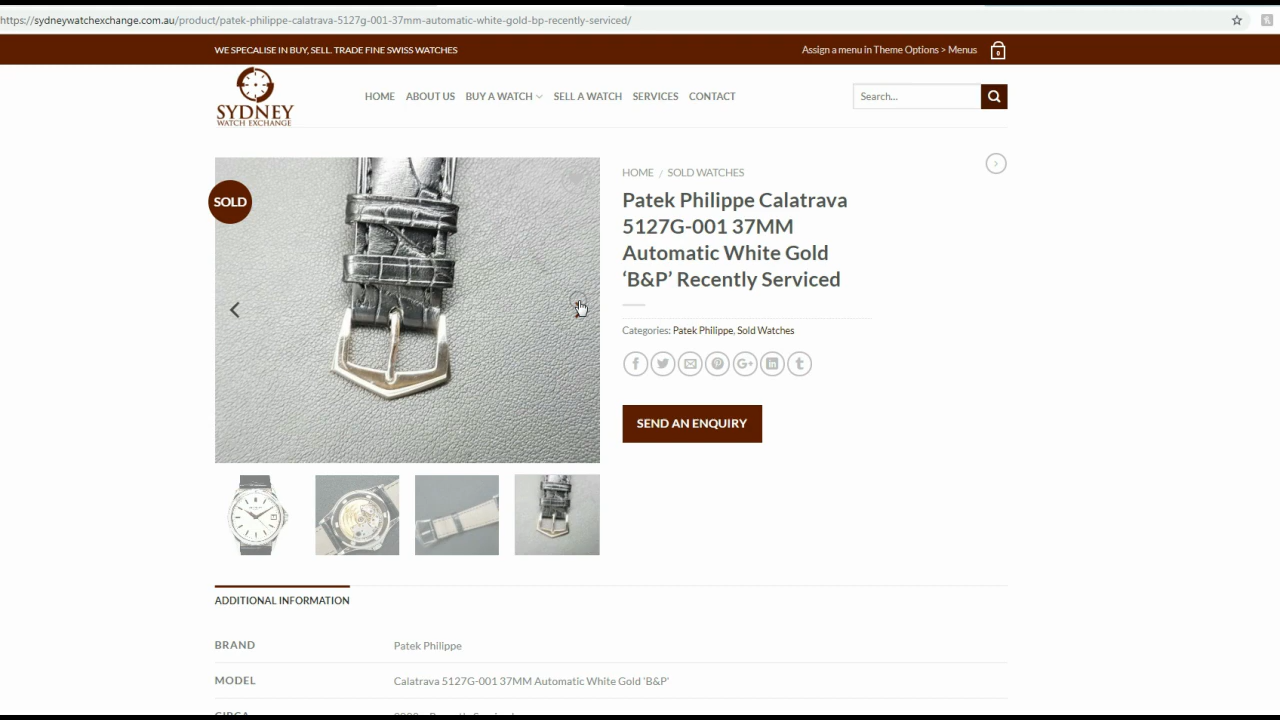 https://sydneywatchexchange.com.au/product/patek-philippe-calatrava-5127g-001-37mm-automatic-white-gold-bp-recently-serviced/
WE SPECALISE IN BUY, SELL. TRADE FINE SWISS WATCHES
Assign a menu in Theme Options > Menus
0
SYDNEY
WATCH EXCHANGE
HOME ABOUT US BUY A WATCH SELL A WATCH SERVICES CONTACT
Search...
HOME / SOLD WATCHES
SOLD
Patek Philippe Calatrava
5127G-001 37MM
Automatic White Gold
‘B&P’ Recently Serviced
Categories: Patek Philippe, Sold Watches
SEND AN ENQUIRY
ADDITIONAL INFORMATION
BRAND Patek Philippe
MODEL Calatrava 5127G-001 37MM Automatic White Gold 'B&P'